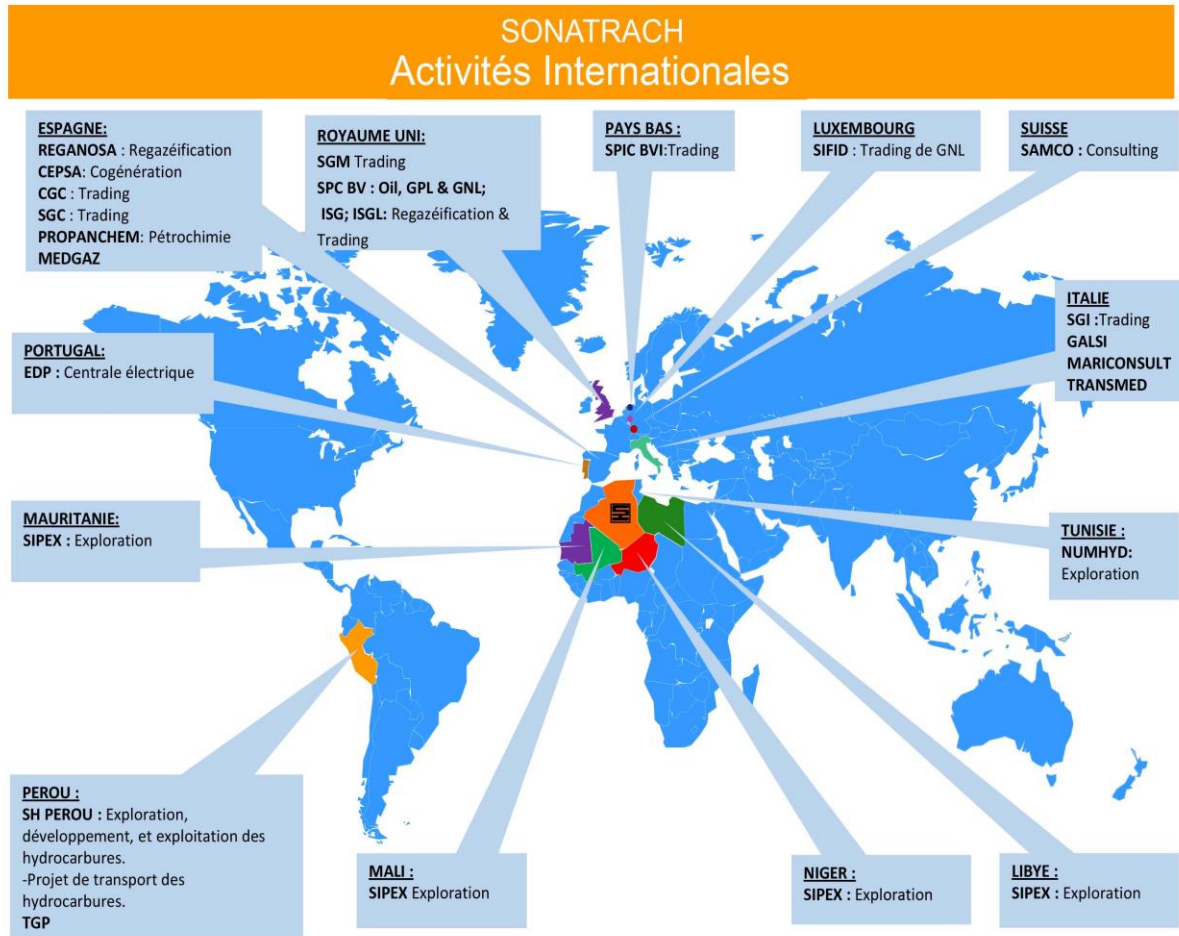 SONATRACH
Activités Internationales
ESPAGNE:
REGANOSA : Regazéification
CEPSA: Cogénération
CGC : Trading
SGC : Trading
PROPANCHEM: Pétrochimie
MEDGAZ
ROYAUME UNI:
SGM Trading
SPC BV : Oil, GPL & GNL;
ISG; ISGL: Regazéification &
Trading
PAYS BAS :
SPIC BVI:Trading
LUXEMBOURG
SIFID : Trading de GNL
SUISSE
SAMCO : Consulting
ITALIE
SGI :Trading
GALSI
MARICONSULT
TRANSMED
PORTUGAL:
EDP : Centrale électrique
MAURITANIE:
SIPEX : Exploration
TUNISIE :
NUMHYD:
Exploration
PEROU :
SH PEROU : Exploration,
développement, et exploitation des
hydrocarbures.
-Projet de transport des
hydrocarbures.
TGP
MALI :
SIPEX Exploration
NIGER :
SIPEX : Exploration
LIBYE :
SIPEX : Exploration